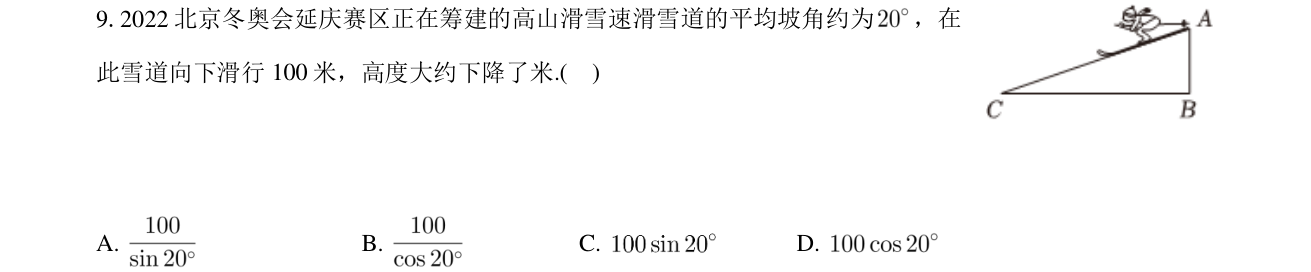 9. 2022 北京冬奥会延庆赛区正在筹建的高山滑雪速滑雪道的平均坡角约为20°，在
此雪道向下滑行 100 米，高度大约下降了米.(    )
A
C
B
A. \frac{100}{\sin 20°} B. \frac{100}{\cos 20°} C. 100 sin 20° D. 100 cos 20°